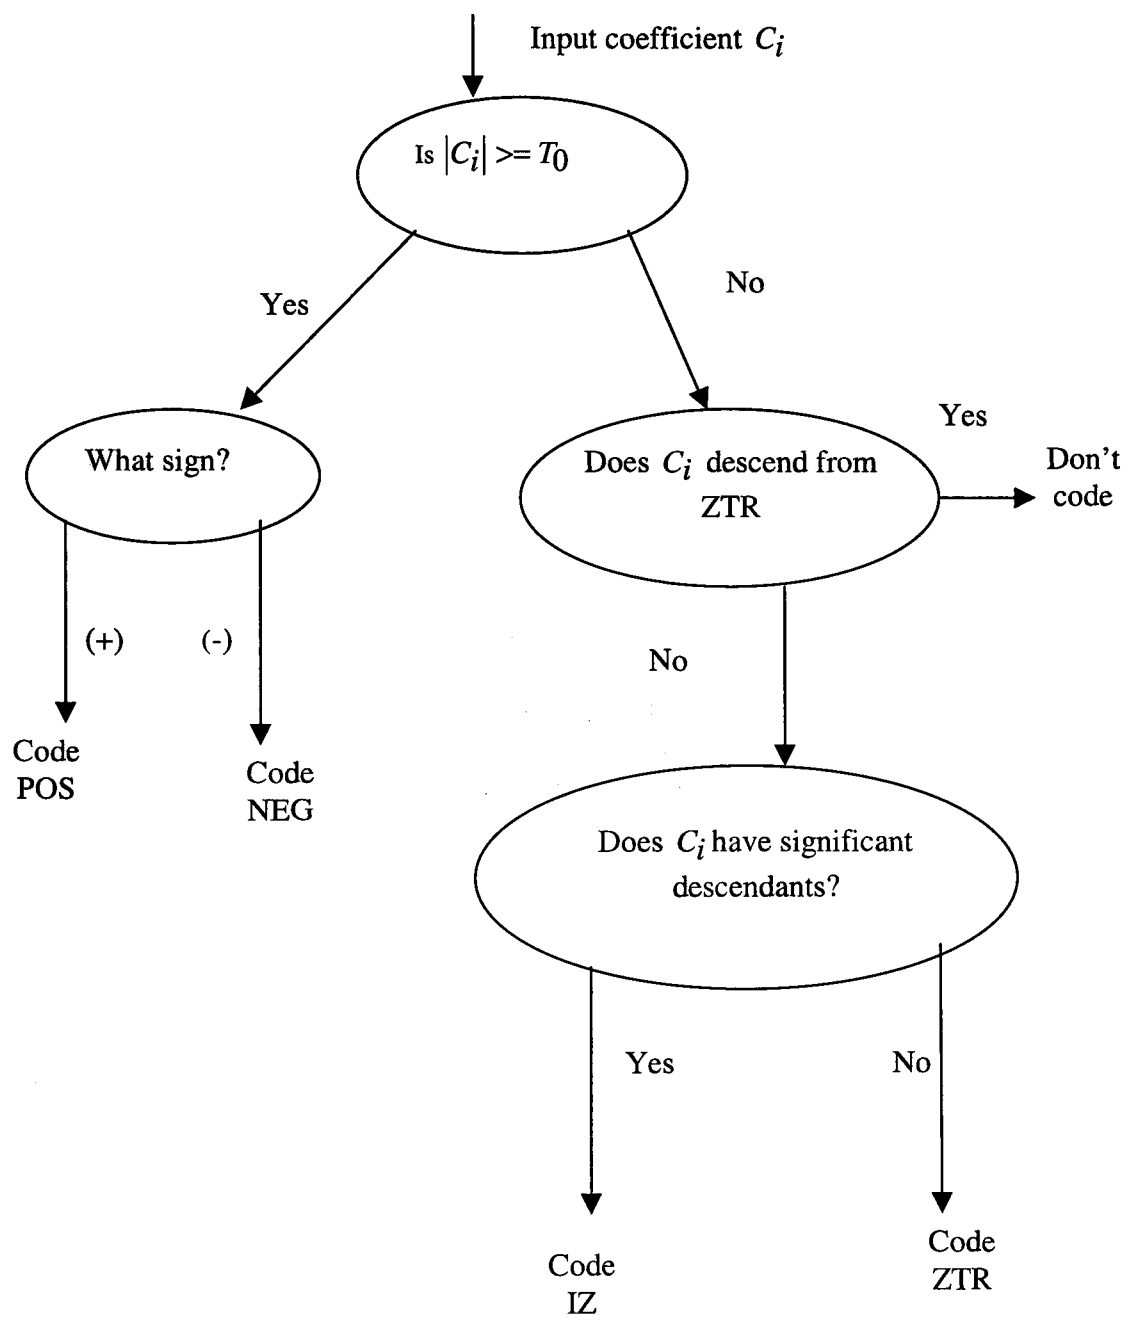 Input coefficient Ci
Is |Ci| >= T0
Yes
No
What sign?
Does Ci descend from
ZTR
Yes
Don't
code
(+)
(-)
No
Code
POS
Code
NEG
Does Ci have significant
descendants?
Yes
No
Code
IZ
Code
ZTR